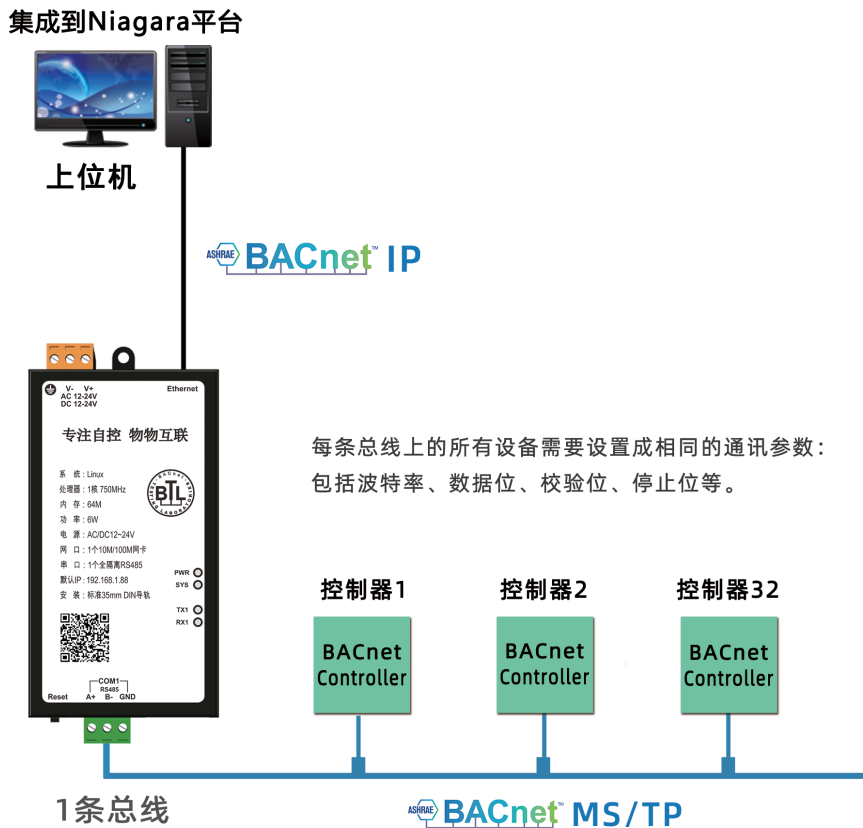 集成到Niagara平台
上位机
ASHRAE BACnet™ IP
V- V+
AC 12-24V
DC 12-24V
Ethernet
专注自控 物物互联
系 统 : Linux
处理器 : 1核 750MHz
内 存 : 64M
功 率 : 6W
电 源 : AC/DC12~24V
网 口 : 1个10M/100M网卡
串 口 : 1个全隔离RS485
默认IP : 192.168.1.88
安 装 : 标准35mm DIN导轨
BACnet TESTING LABORATORIES
BTL
PWR
SYS
TX1
RX1
COM1
RS485
Reset A+ B- GND
每条总线上的所有设备需要设置成相同的通讯参数：
包括波特率、数据位、校验位、停止位等。
控制器1
控制器2
控制器32
BACnet
Controller
BACnet
Controller
BACnet
Controller
1条总线
ASHRAE BACnet™ MS/TP